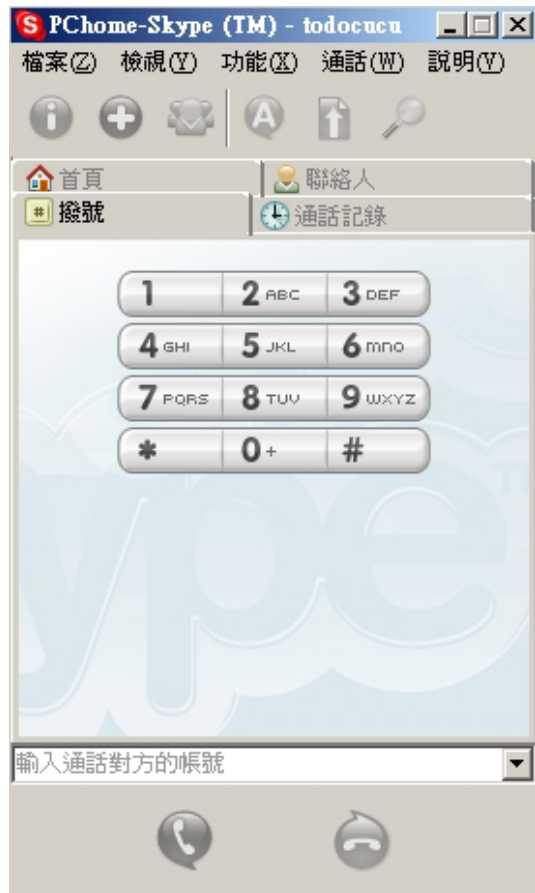 PChome-Skype (TM) - todocucu
檔案(Z) 檢視(Y) 功能(X) 通話(W) 說明(V)
首頁 聯絡人
撥號 通話記錄
1 2 ABC 3 DEF
4 GHI 5 JKL 6 mno
7 PQRS 8 TUV 9 WXYZ
* 0 + #
ype TM
輸入通話對方的帳號